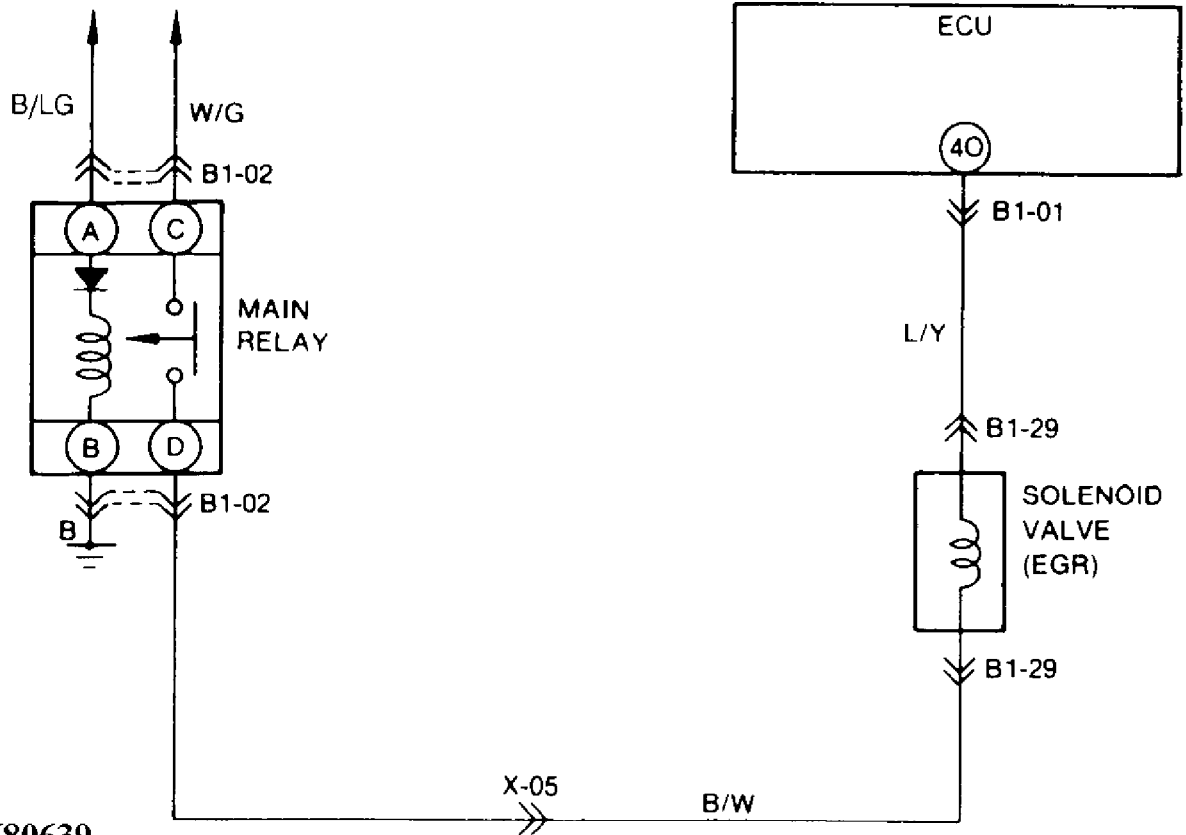 ECU
40
B/LG
W/G
B1-02
B1-01
A
C
MAIN
RELAY
L/Y
B
D
B1-29
B1-02
B
SOLENOID
VALVE
(EGR)
B1-29
X-05
B/W